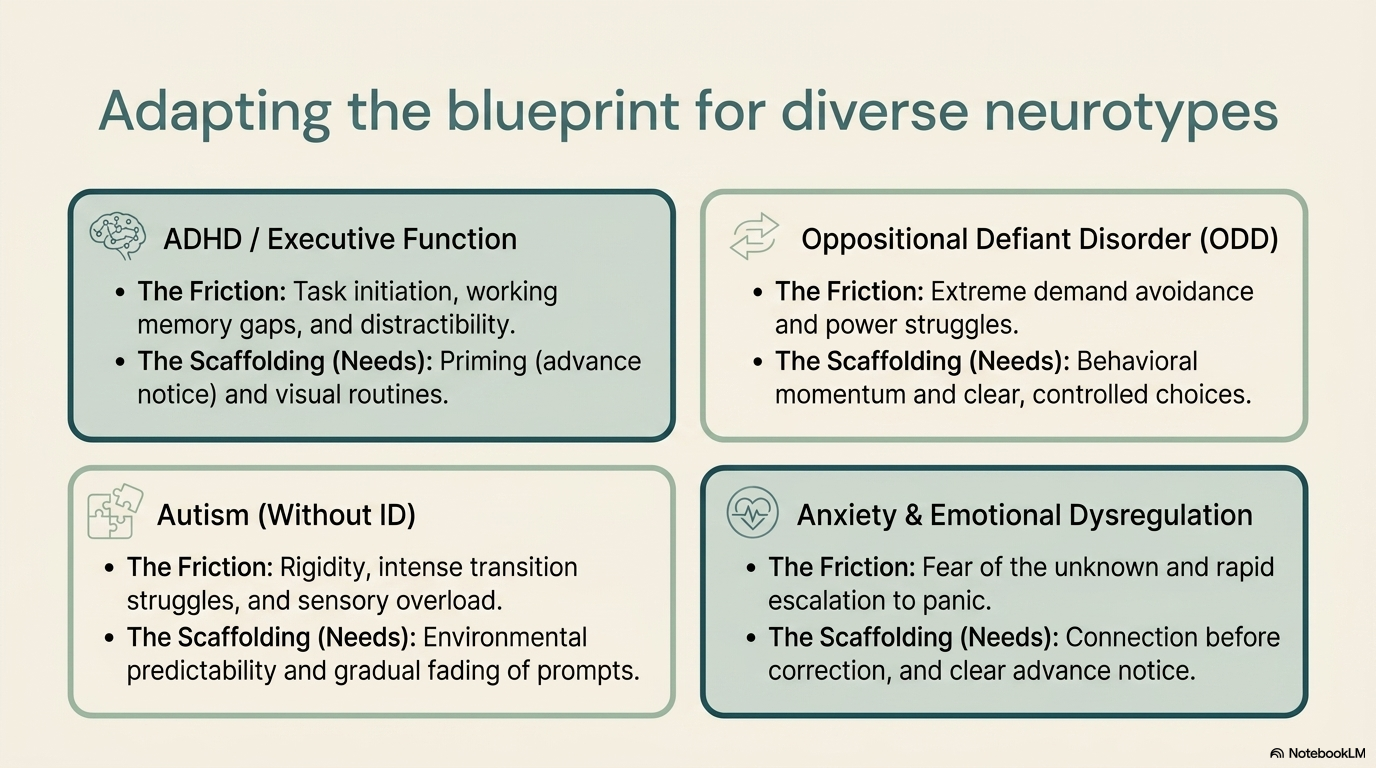 Adapting the blueprint for diverse neurotypes
ADHD / Executive Function
• The Friction: Task initiation, working
memory gaps, and distractibility.
• The Scaffolding (Needs): Priming (advance
notice) and visual routines.
Oppositional Defiant Disorder (ODD)
• The Friction: Extreme demand avoidance
and power struggles.
• The Scaffolding (Needs): Behavioral
momentum and clear, controlled choices.
Autism (Without ID)
• The Friction: Rigidity, intense transition
struggles, and sensory overload.
• The Scaffolding (Needs): Environmental
predictability and gradual fading of prompts.
Anxiety & Emotional Dysregulation
• The Friction: Fear of the unknown and rapid
escalation to panic.
• The Scaffolding (Needs): Connection before
correction, and clear advance notice.
NotebookLM